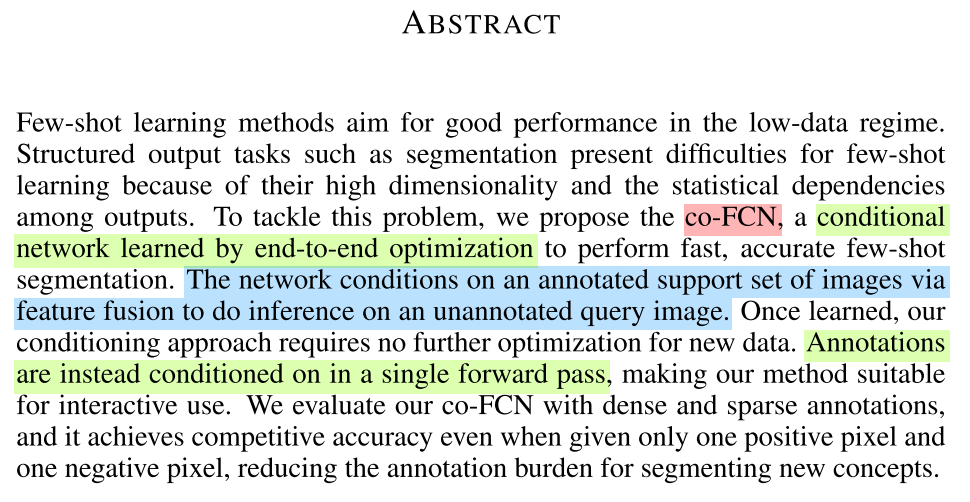 ABSTRACT
Few-shot learning methods aim for good performance in the low-data regime.
Structured output tasks such as segmentation present difficulties for few-shot
learning because of their high dimensionality and the statistical dependencies
among outputs. To tackle this problem, we propose the co-FCN, a conditional
network learned by end-to-end optimization to perform fast, accurate few-shot
segmentation. The network conditions on an annotated support set of images via
feature fusion to do inference on an unannotated query image. Once learned, our
conditioning approach requires no further optimization for new data. Annotations
are instead conditioned on in a single forward pass, making our method suitable
for interactive use. We evaluate our co-FCN with dense and sparse annotations,
and it achieves competitive accuracy even when given only one positive pixel and
one negative pixel, reducing the annotation burden for segmenting new concepts.